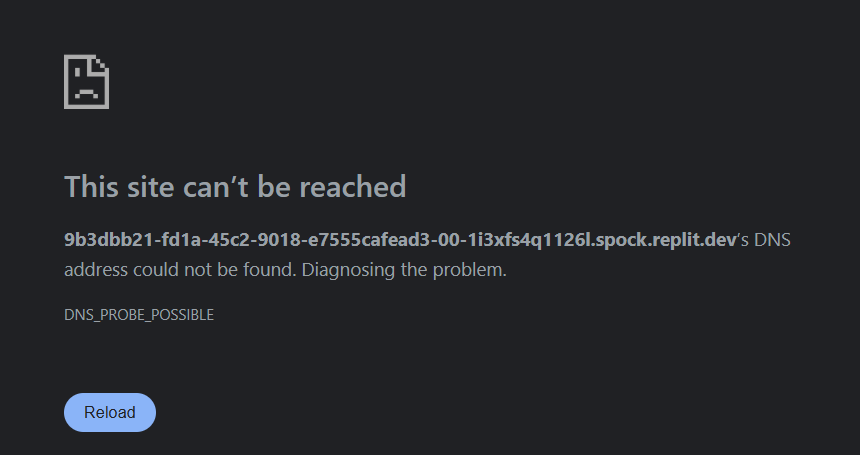 This site can’t be reached
9b3dbb21-fd1a-45c2-9018-e7555cafead3-00-1i3xfs4q1126l.spock.replit.dev’s DNS
address could not be found. Diagnosing the problem.
DNS_PROBE_POSSIBLE
Reload